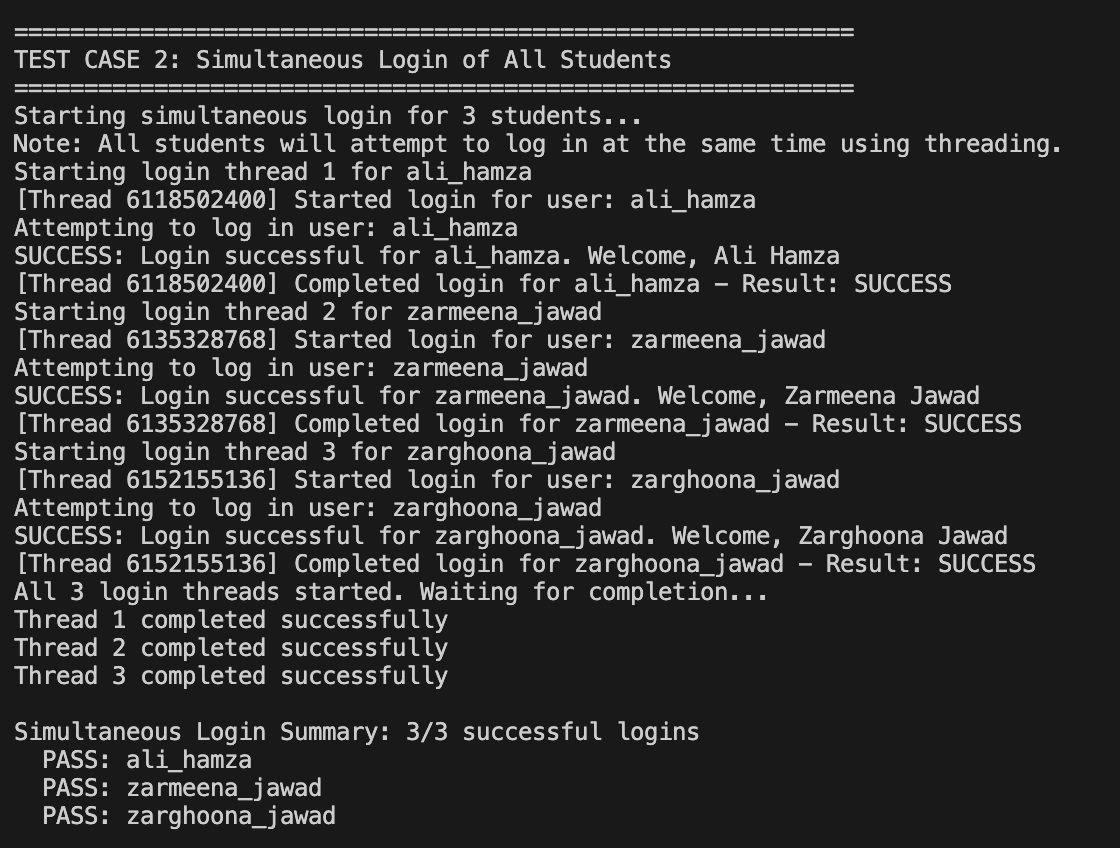 ============================================================
TEST CASE 2: Simultaneous Login of All Students
============================================================
Starting simultaneous login for 3 students...
Note: All students will attempt to log in at the same time using threading.
Starting login thread 1 for ali_hamza
[Thread 6118502400] Started login for user: ali_hamza
Attempting to log in user: ali_hamza
SUCCESS: Login successful for ali_hamza. Welcome, Ali Hamza
[Thread 6118502400] Completed login for ali_hamza – Result: SUCCESS
Starting login thread 2 for zarmeena_jawad
[Thread 6135328768] Started login for user: zarmeena_jawad
Attempting to log in user: zarmeena_jawad
SUCCESS: Login successful for zarmeena_jawad. Welcome, Zarmeena Jawad
[Thread 6135328768] Completed login for zarmeena_jawad – Result: SUCCESS
Starting login thread 3 for zarghoona_jawad
[Thread 6152155136] Started login for user: zarghoona_jawad
Attempting to log in user: zarghoona_jawad
SUCCESS: Login successful for zarghoona_jawad. Welcome, Zarghoona Jawad
[Thread 6152155136] Completed login for zarghoona_jawad – Result: SUCCESS
All 3 login threads started. Waiting for completion...
Thread 1 completed successfully
Thread 2 completed successfully
Thread 3 completed successfully
Simultaneous Login Summary: 3/3 successful logins
PASS: ali_hamza
PASS: zarmeena_jawad
PASS: zarghoona_jawad